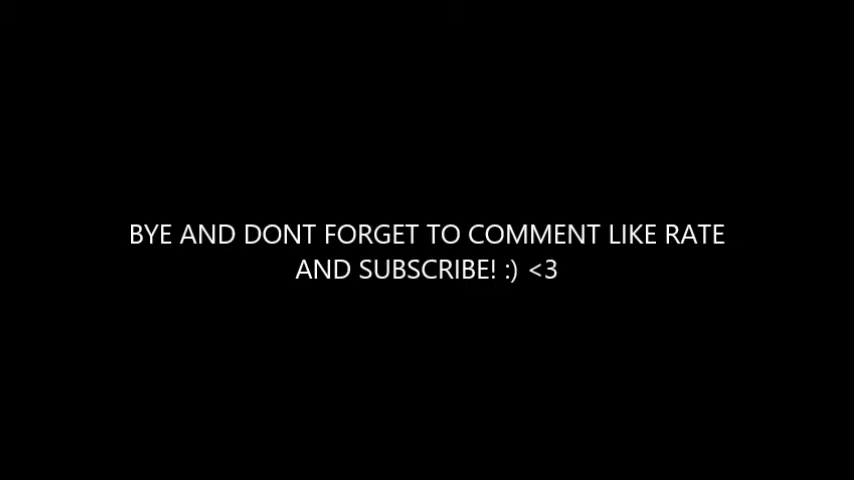 BYE AND DONT FORGET TO COMMENT LIKE RATE
AND SUBSCRIBE! :) <3